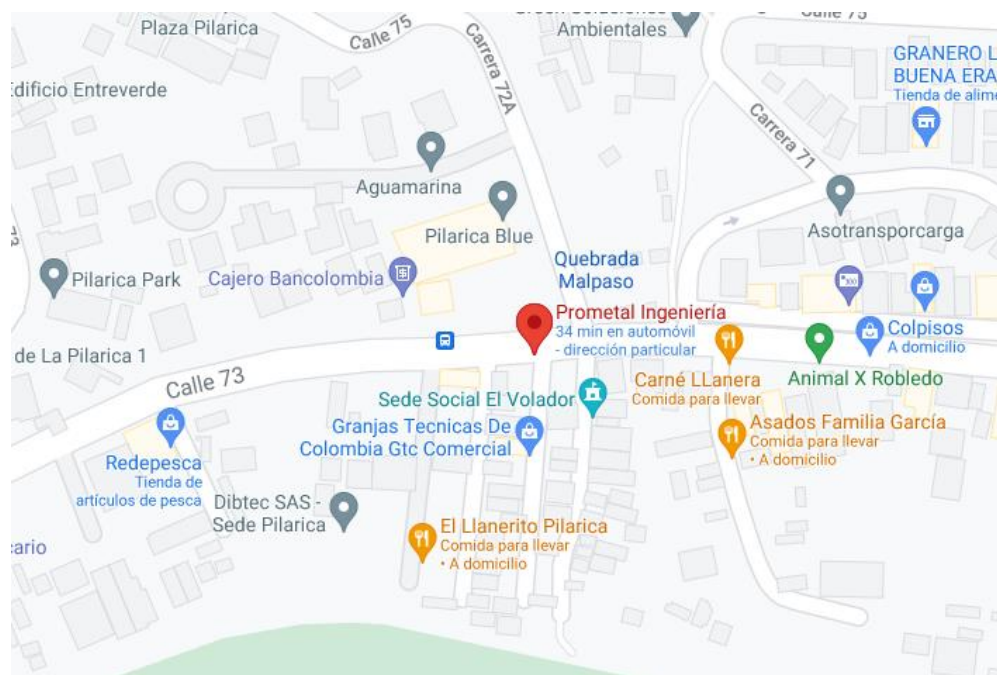 Plaza Pilarica
Calle 75
Carrera 72A
Ambientales
Calle 75
GRANERO L
BUENA ERA
Tienda de alime
Edificio Entreverde
Carrera 71
Aguamarina
Pilarica Blue
Asotransporcarga
Pilarica Park
Cajero Bancolombia
Quebrada
Malpaso
Prometal Ingeniería
34 min en automóvil
- dirección particular
Colpisos
A domicilio
de La Pilarica 1
Calle 73
Carné LLanera
Comida para llevar
Animal X Robledo
Sede Social El Volador
Granjas Tecnicas De
Colombia Gtc Comercial
Asados Familia García
Comida para llevar
• A domicilio
Redepesca
Tienda de
artículos de pesca
Dibtec SAS -
Sede Pilarica
El Llanerito Pilarica
Comida para llevar
• A domicilio
cario